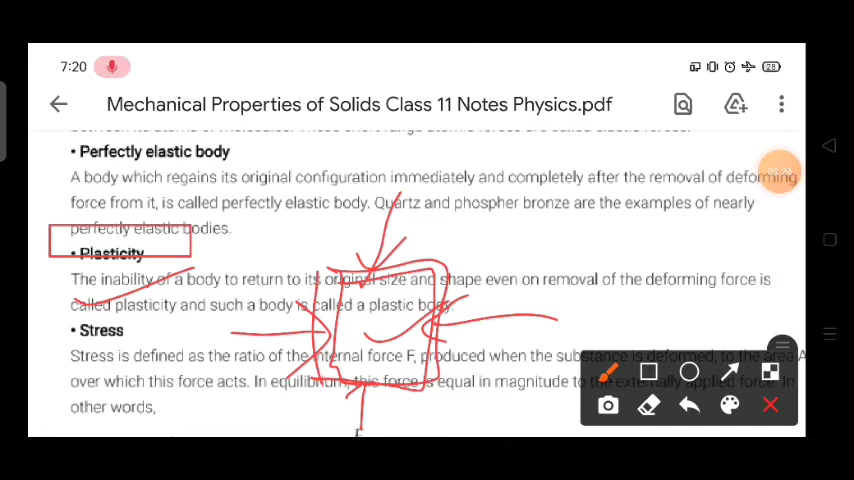 7:20
28
Mechanical Properties of Solids Class 11 Notes Physics.pdf
• Perfectly elastic body
A body which regains its original configuration immediately and completely after the removal of deforming
force from it, is called perfectly elastic body. Quartz and phospher bronze are the examples of nearly
perfectly elastic bodies.
• Plasticity
The inability of a body to return to its original size and shape even on removal of the deforming force is
called plasticity and such a body is called a plastic body.
• Stress
Stress is defined as the ratio of the internal force F, produced when the substance is deformed, to the area A
over which this force acts. In equilibrium, this force is equal in magnitude to the externally applied force. In
other words,